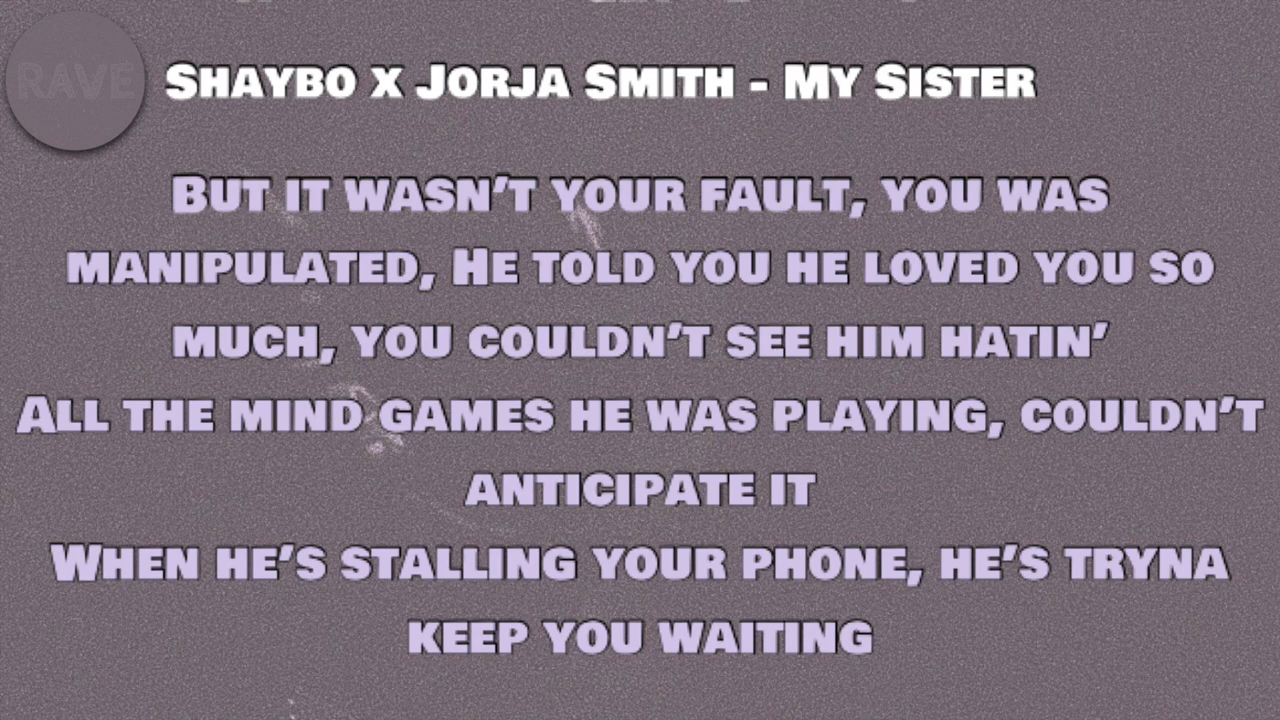 RAVE
Shaybo x Jorja Smith - My Sister
But it wasn't your fault, you was
manipulated, He told you he loved you so
much, you couldn't see him hatin'
All the mind games he was playing, couldn't
anticipate it
When he's stalling your phone, he's tryna
keep you waiting